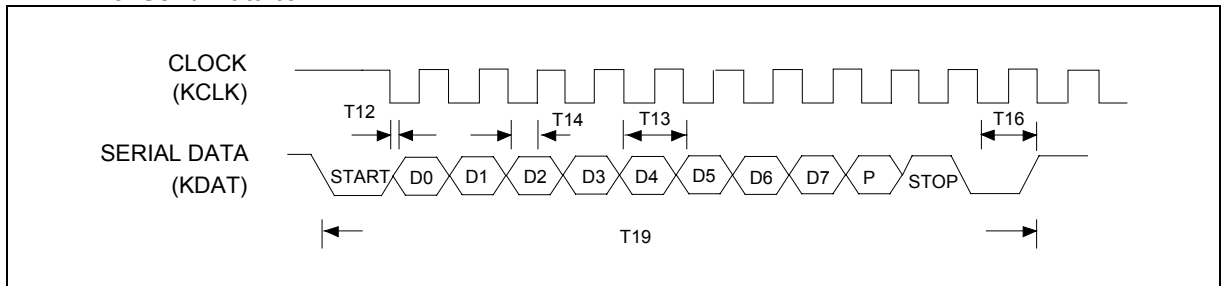 CLOCK
(KCLK)
T12
T14
T13
T16
SERIAL DATA
(KDAT)
START
D0
D1
D2
D3
D4
D5
D6
D7
P
STOP
T19